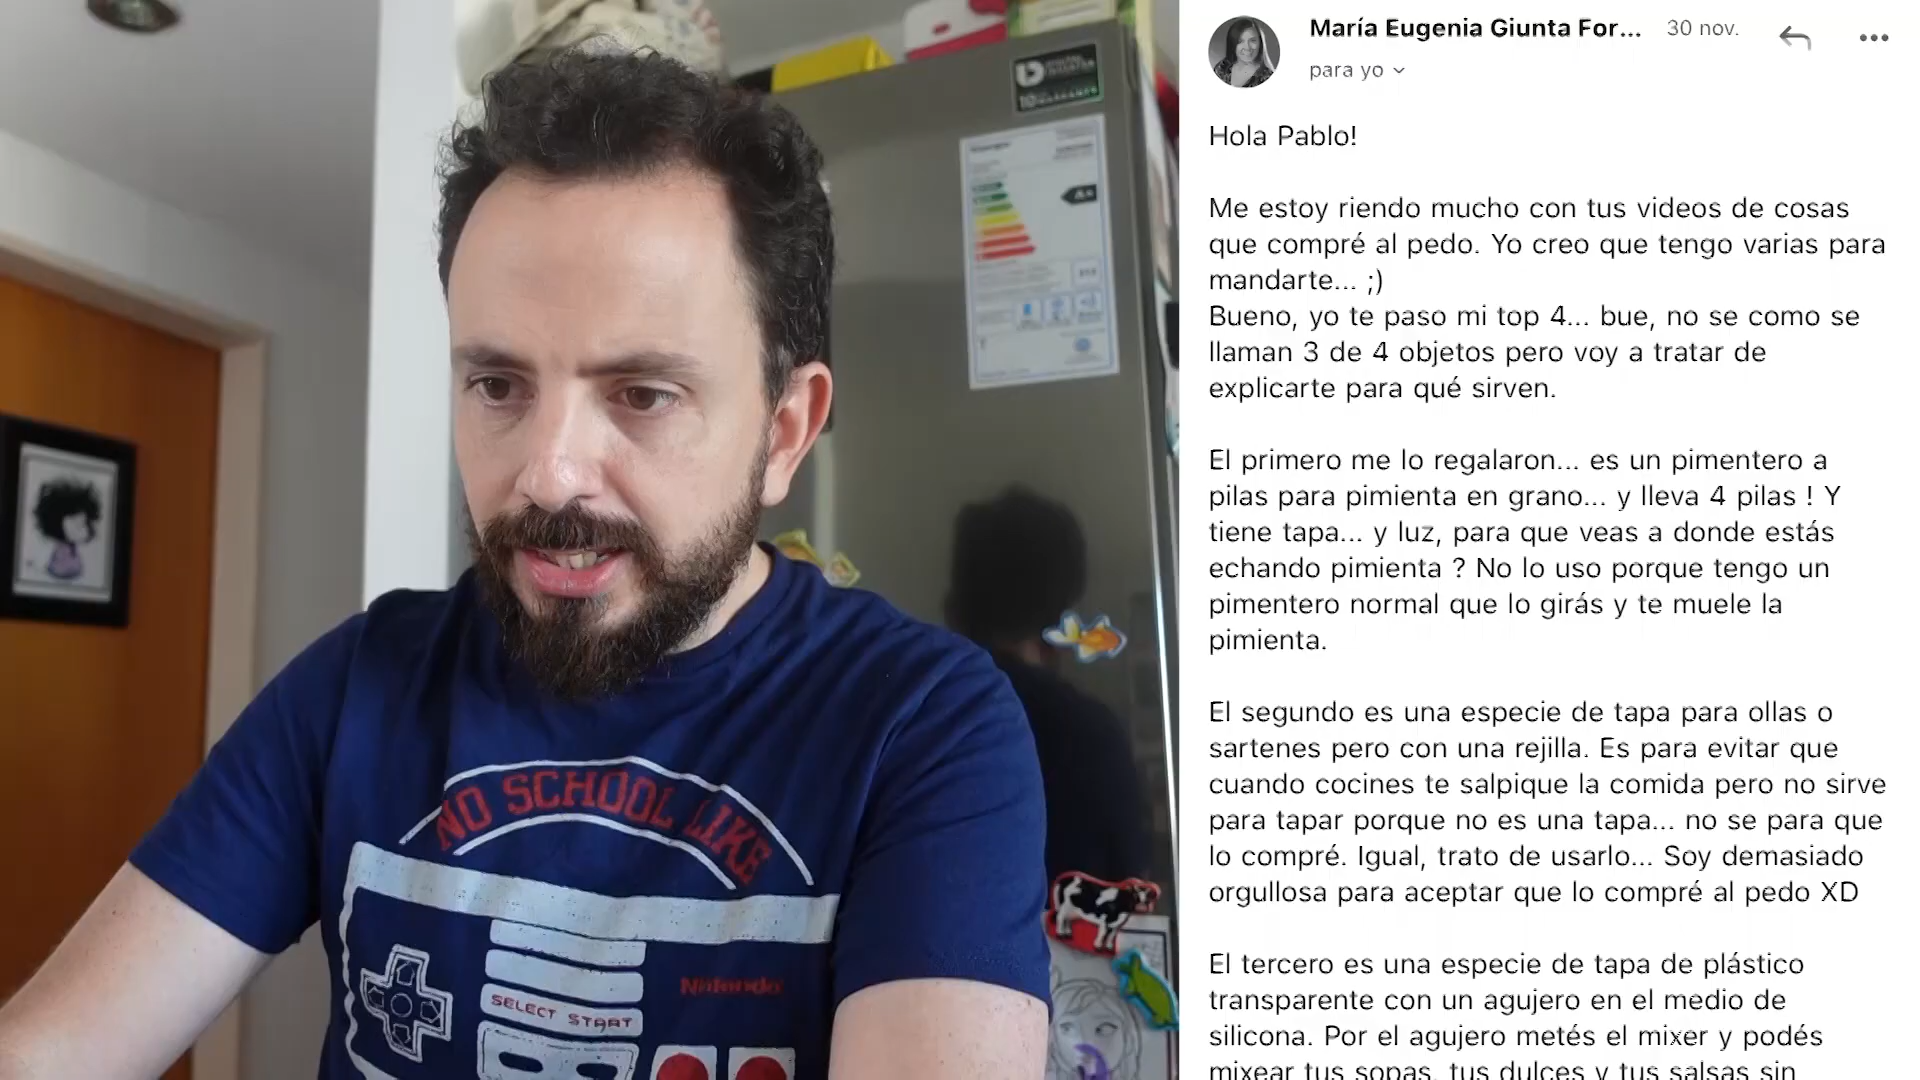 María Eugenia Giunta For...
30 nov.
para yo
Hola Pablo!
Me estoy riendo mucho con tus videos de cosas
que compré al pedo. Yo creo que tengo varias para
mandarte... ;)
Bueno, yo te paso mi top 4... bue, no se como se
llaman 3 de 4 objetos pero voy a tratar de
explicarte para qué sirven.
El primero me lo regalaron... es un pimentero a
pilas para pimienta en grano... y lleva 4 pilas ! Y
tiene tapa... y luz, para que veas a donde estás
echando pimienta ? No lo uso porque tengo un
pimentero normal que lo girás y te muele la
pimienta.
El segundo es una especie de tapa para ollas o
sartenes pero con una rejilla. Es para evitar que
cuando cocines te salpique la comida pero no sirve
para tapar porque no es una tapa... no se para que
lo compré. Igual, trato de usarlo... Soy demasiado
orgullosa para aceptar que lo compré al pedo XD
El tercero es una especie de tapa de plástico
transparente con un agujero en el medio de
silicona. Por el agujero metés el mixer y podés
mixear tus sopas, tus dulces y tus salsas sin
NO SCHOOL LIKE
Nintendo
SELECT START